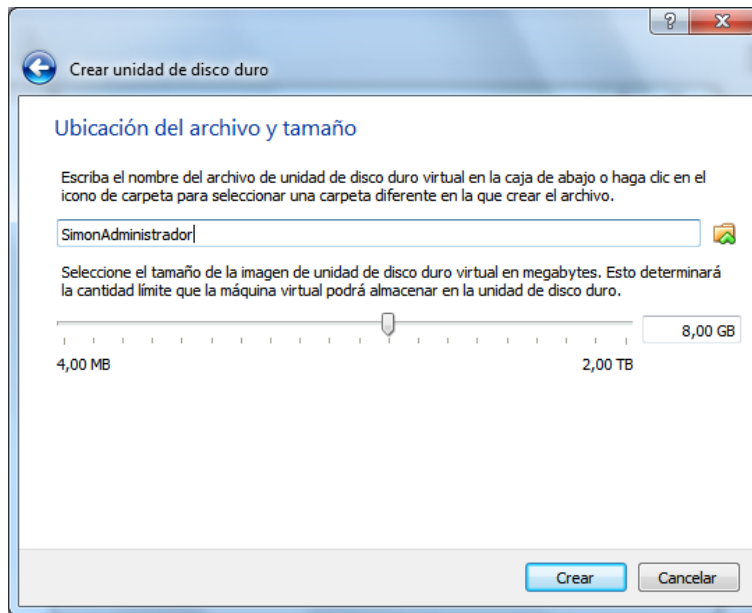 Crear unidad de disco duro
Ubicación del archivo y tamaño
Escriba el nombre del archivo de unidad de disco duro virtual en la caja de abajo o haga clic en el
icono de carpeta para seleccionar una carpeta diferente en la que crear el archivo.
SimonAdministrador
Seleccione el tamaño de la imagen de unidad de disco duro virtual en megabytes. Esto determinará
la cantidad límite que la máquina virtual podrá almacenar en la unidad de disco duro.
8,00 GB
4,00 MB 2,00 TB
Crear Cancelar